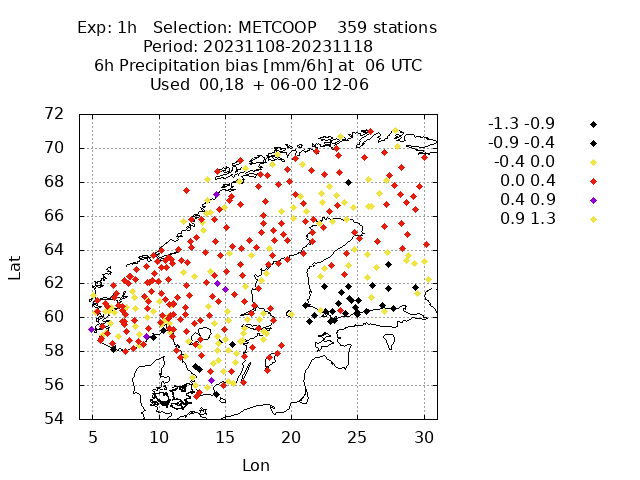 Exp: 1h   Selection: METCOOP    359 stations
Period: 20231108-20231118
6h Precipitation bias [mm/6h] at  06 UTC
Used 00,18  + 06-00 12-06
-1.3 -0.9
-0.9 -0.4
-0.4 0.0
0.0 0.4
0.4 0.9
0.9 1.3
72
70
68
66
64
62
60
58
56
54
Lat
5 10 15 20 25 30
Lon